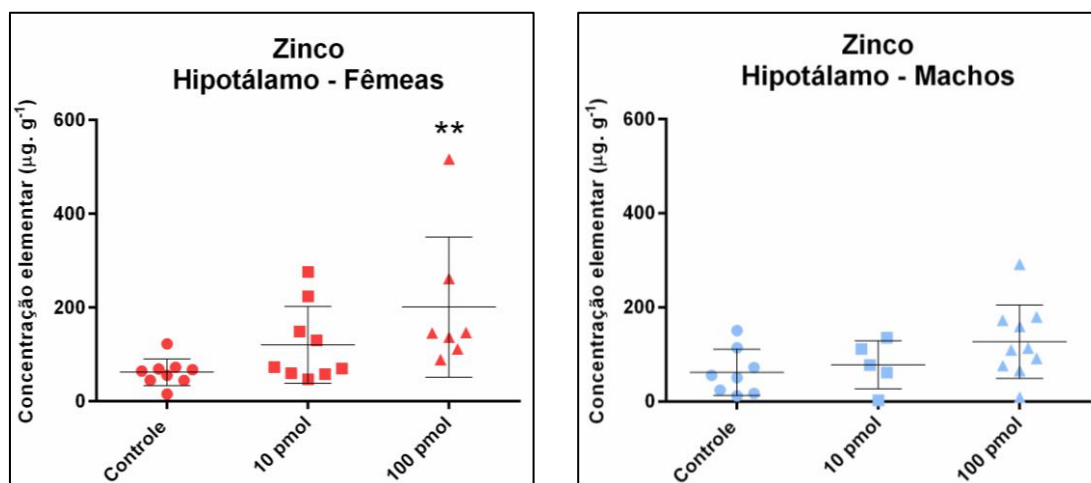 Zinco
Hipotálamo - Fêmeas
Concentração elementar (µg. g⁻¹)
600
400
200
0
**
Controle
10 pmol
100 pmol
Zinco
Hipotálamo - Machos
Concentração elementar (µg. g⁻¹)
600
400
200
0
Controle
10 pmol
100 pmol